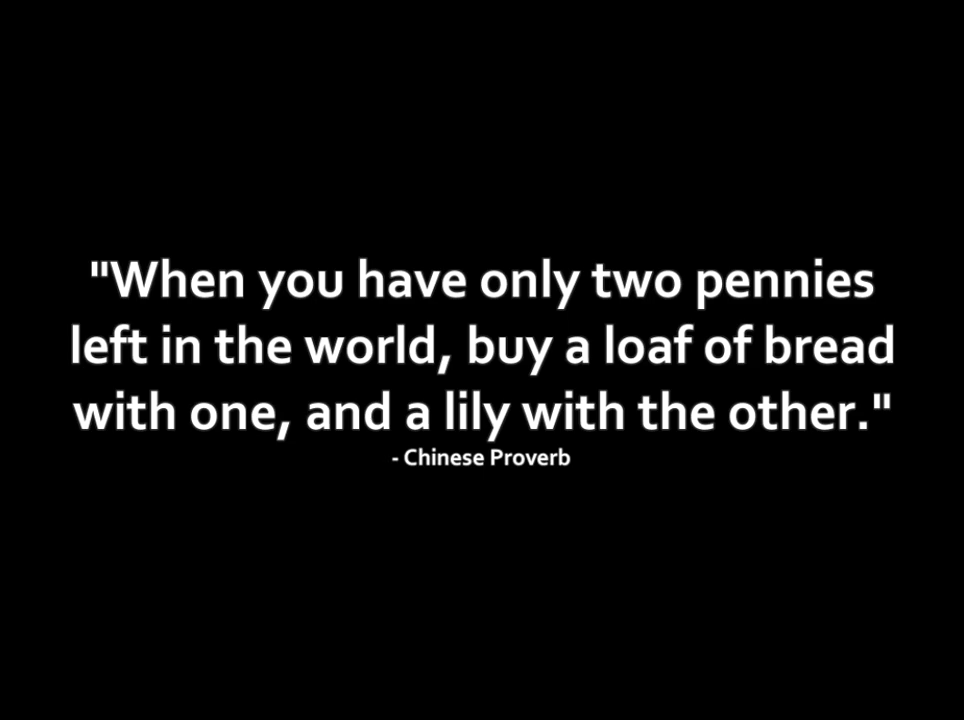 "When you have only two pennies
left in the world, buy a loaf of bread
with one, and a lily with the other."
- Chinese Proverb